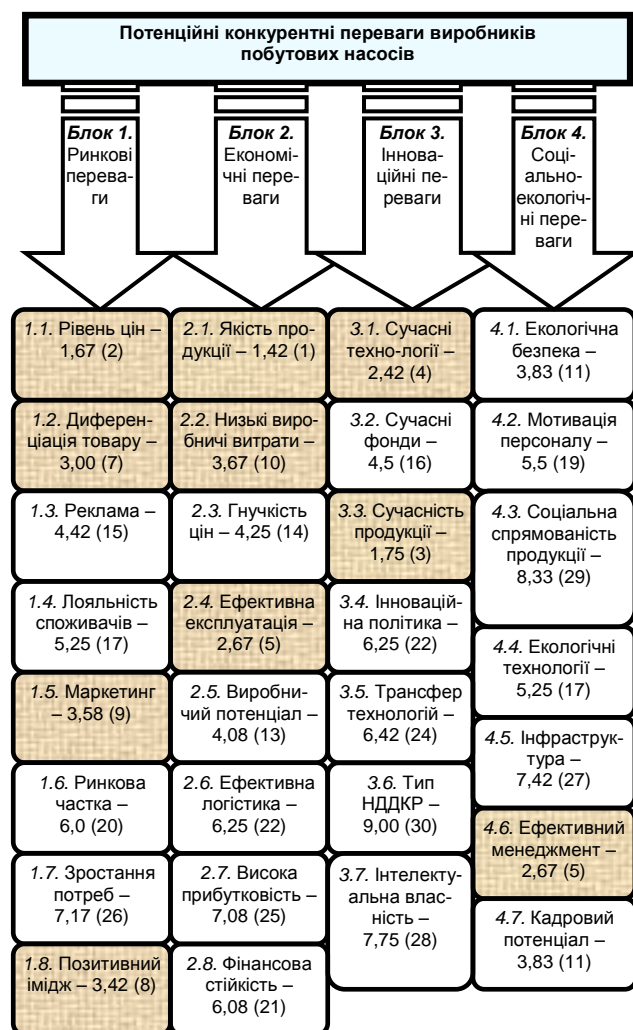 Потенційні конкурентні переваги виробників
побутових насосів
Блок 1.
Ринкові
перева-
ги
Блок 2.
Економі-
чні пере-
ваги
Блок 3.
Інннова-
ційні пе-
реваги
Блок 4.
Соці-
ально-
екологіч-
ні пере-
ваги
1.1. Рівень цін –
1,67 (2)
1.2. Диферен-
ціація товару –
3,00 (7)
1.3. Реклама –
4,42 (15)
1.4. Лояльність
споживачів –
5,25 (17)
1.5. Маркетинг
– 3,58 (9)
1.6. Ринкова
частка –
6,0 (20)
1.7. Зростання
потреб –
7,17 (26)
1.8. Позитивний
імідж – 3,42 (8)
2.1. Якість про-
дукції – 1,42 (1)
2.2. Низькі виро-
бничі витрати –
3,67 (10)
2.3. Гнучкість
цін – 4,25 (14)
2.4. Ефективна
експлуатація –
2,67 (5)
2.5. Виробни-
чий потенціал –
4,08 (13)
2.6. Ефективна
логістика –
6,25 (22)
2.7. Висока
прибутковість –
7,08 (25)
2.8. Фінансова
стійкість –
6,08 (21)
3.1. Сучасні
техно-логії –
2,42 (4)
3.2. Сучасні
фонди –
4,5 (16)
3.3. Сучасність
продукції –
1,75 (3)
3.4. Інновацій-
на політика –
6,25 (22)
3.5. Трансфер
технологій –
6,42 (24)
3.6. Тип
НДДКР –
9,00 (30)
3.7. Інтелекту-
альна влас-
ність –
7,75 (28)
4.1. Екологічна
безпека –
3,83 (11)
4.2. Мотивація
персоналу –
5,5 (19)
4.3. Соціальна
спрямованість
продукції –
8,33 (29)
4.4. Екологічні
технології –
5,25 (17)
4.5. Інфраструк-
тура –
7,42 (27)
4.6. Ефективний
менеджмент –
2,67 (5)
4.7. Кадровий
потенціал –
3,83 (11)